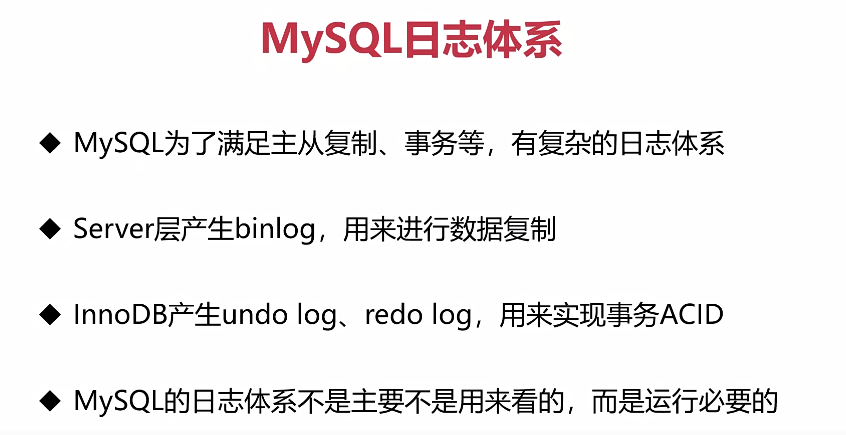 MySQL日志体系
◆ MySQL为了满足主从复制、事务等，有复杂的日志体系
◆ Server层产生binlog，用来进行数据复制
◆ InnoDB产生undo log、redo log，用来实现事务ACID
◆ MySQL的日志体系不是主要不是用来看的，而是运行必要的